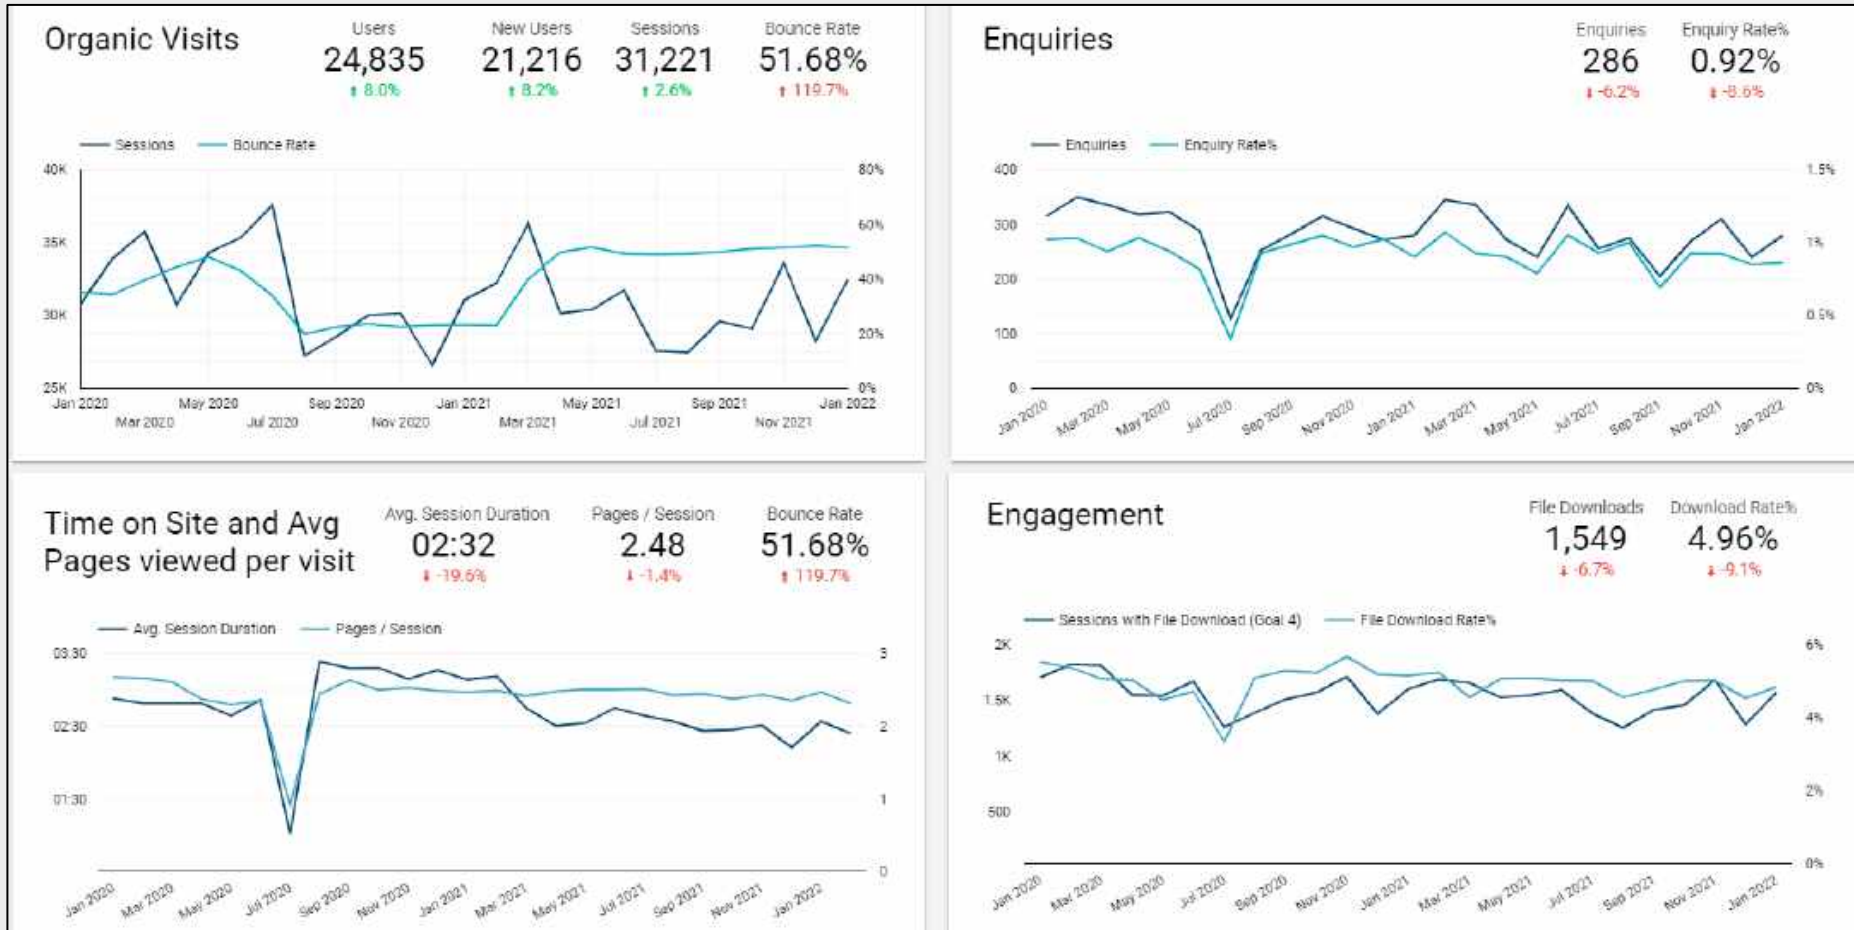 Organic Visits
Users New Users Sessions Bounce Rate
24,835 21,216 31,221 51.68%
⬆ 8.0% ⬆ 8.2% ⬆ 2.6% ⬆ 119.7%
Sessions Bounce Rate
40K 80%
60%
35K
40%
30K
20%
25K 0%
Jan 2020 May 2020 Sep 2020 Jan 2021 May 2021 Sep 2021 Jan 2022
Mar 2020 Jul 2020 Nov 2020 Mar 2021 Jul 2021 Nov 2021
Enquiries
Enquiries Enquiry Rate%
286 0.92%
⬇ -6.2% ⬇ -8.6%
Enquiries Enquiry Rate%
400 1.5%
300
1%
200
0.5%
100
0 0%
Jan 2020 Mar 2020 May 2020 Jul 2020 Sep 2020 Nov 2020 Jan 2021 Mar 2021 May 2021 Jul 2021 Sep 2021 Nov 2021 Jan 2022
Time on Site and Avg
Pages viewed per visit
Avg. Session Duration Pages / Session Bounce Rate
02:32 2.48 51.68%
⬇ -19.6% ⬇ -1.4% ⬆ 119.7%
Avg. Session Duration Pages / Session
03:30 3
02:30 2
01:30 1
0
Jan 2020 Mar 2020 May 2020 Jul 2020 Sep 2020 Nov 2020 Jan 2021 Mar 2021 May 2021 Jul 2021 Sep 2021 Nov 2021 Jan 2022
Engagement
File Downloads Download Rate%
1,549 4.96%
⬇ -6.7% ⬇ -9.1%
Sessions with File Download (Goal 4) File Download Rate%
2K 6%
1.5K
4%
1K
2%
500
0%
Jan 2020 Mar 2020 May 2020 Jul 2020 Sep 2020 Nov 2020 Jan 2021 Mar 2021 May 2021 Jul 2021 Sep 2021 Nov 2021 Jan 2022